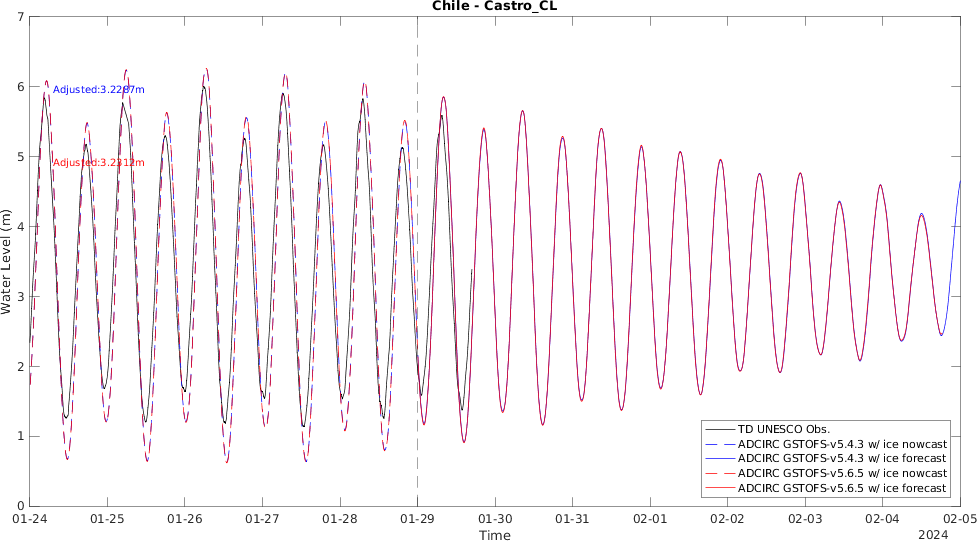 Chile - Castro_CL
7
6
5
4
3
2
1
0
Water Level (m)
Adjusted:3.2287m
Adjusted:3.2312m
TD UNESCO Obs.
ADCIRC GSTOFS-v5.4.3 w/ ice nowcast
ADCIRC GSTOFS-v5.4.3 w/ ice forecast
ADCIRC GSTOFS-v5.6.5 w/ ice nowcast
ADCIRC GSTOFS-v5.6.5 w/ ice forecast
01-24 01-25 01-26 01-27 01-28 01-29 01-30 01-31 02-01 02-02 02-03 02-04 02-05
Time
2024